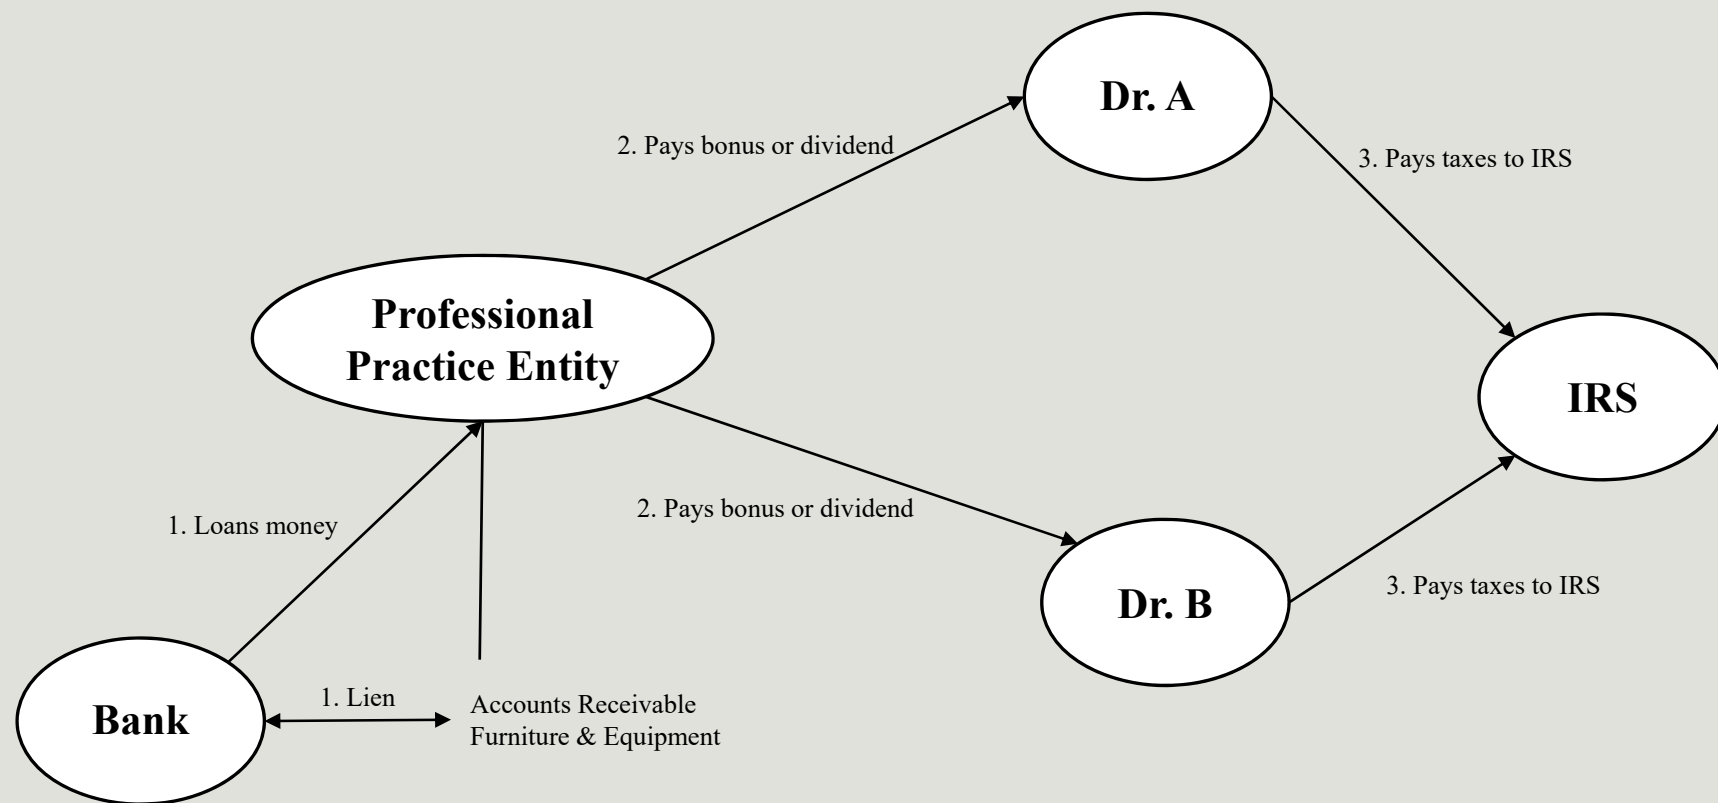 Dr. A
2. Pays bonus or dividend
3. Pays taxes to IRS
Professional
Practice Entity
IRS
2. Pays bonus or dividend
1. Loans money
3. Pays taxes to IRS
Dr. B
1. Lien
Bank
Accounts Receivable
Furniture & Equipment